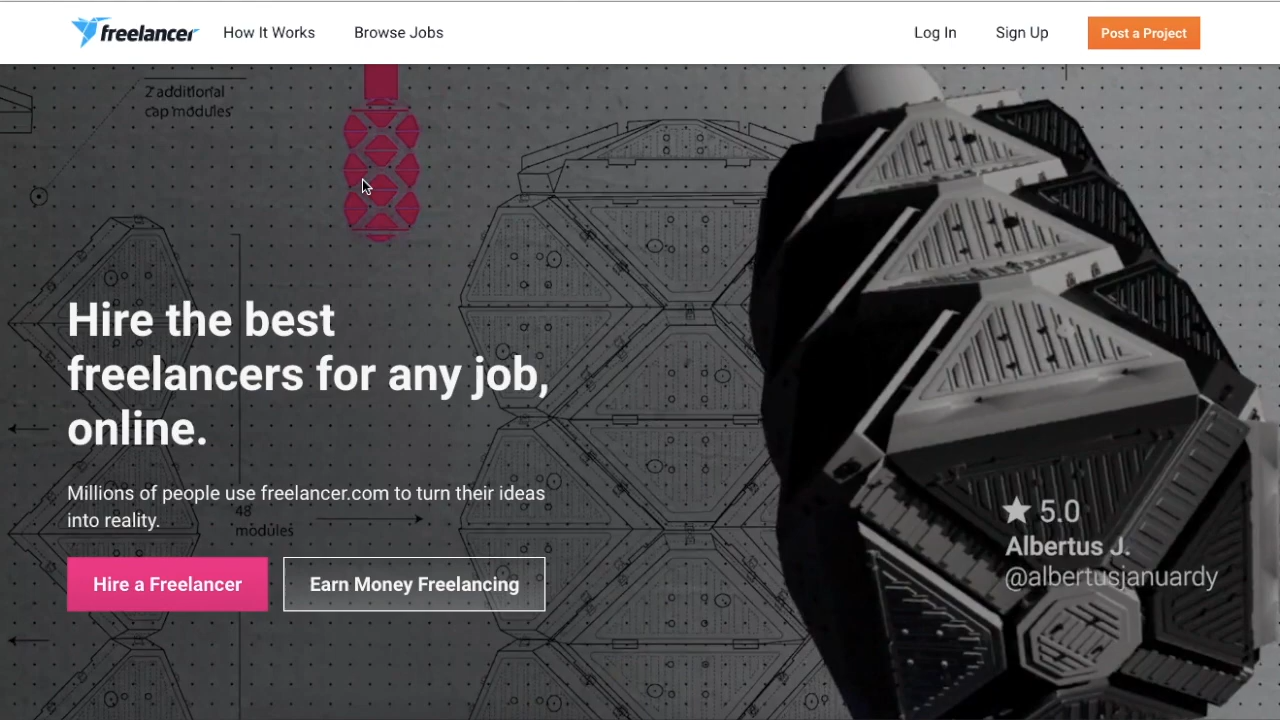 freelancer
How It Works
Browse Jobs
Log In
Sign Up
Post a Project
2 additional
cap modules
Hire the best
freelancers for any job,
online.
Millions of people use freelancer.com to turn their ideas
into reality.
48
modules
Hire a Freelancer
Earn Money Freelancing
5.0
Albertus J.
@albertusjanuardy